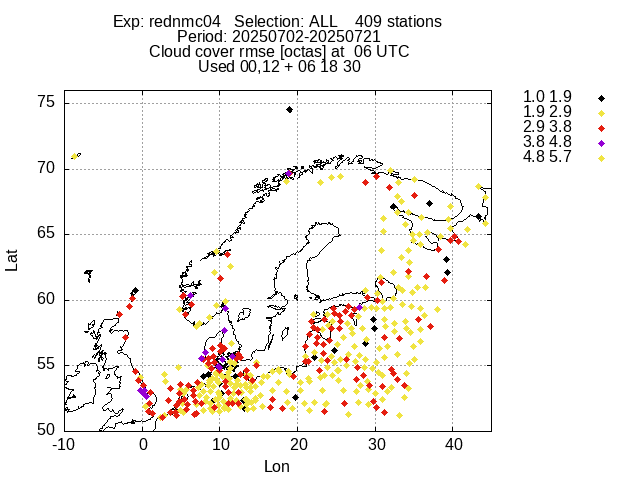 Exp: rednmc04   Selection: ALL    409 stations
Period: 20250702-20250721
Cloud cover rmse [octas] at  06 UTC
Used 00,12 + 06 18 30
1.0 1.9
1.9 2.9
2.9 3.8
3.8 4.8
4.8 5.7
75
70
65
60
55
50
Lat
-10
0
10
20
30
40
Lon